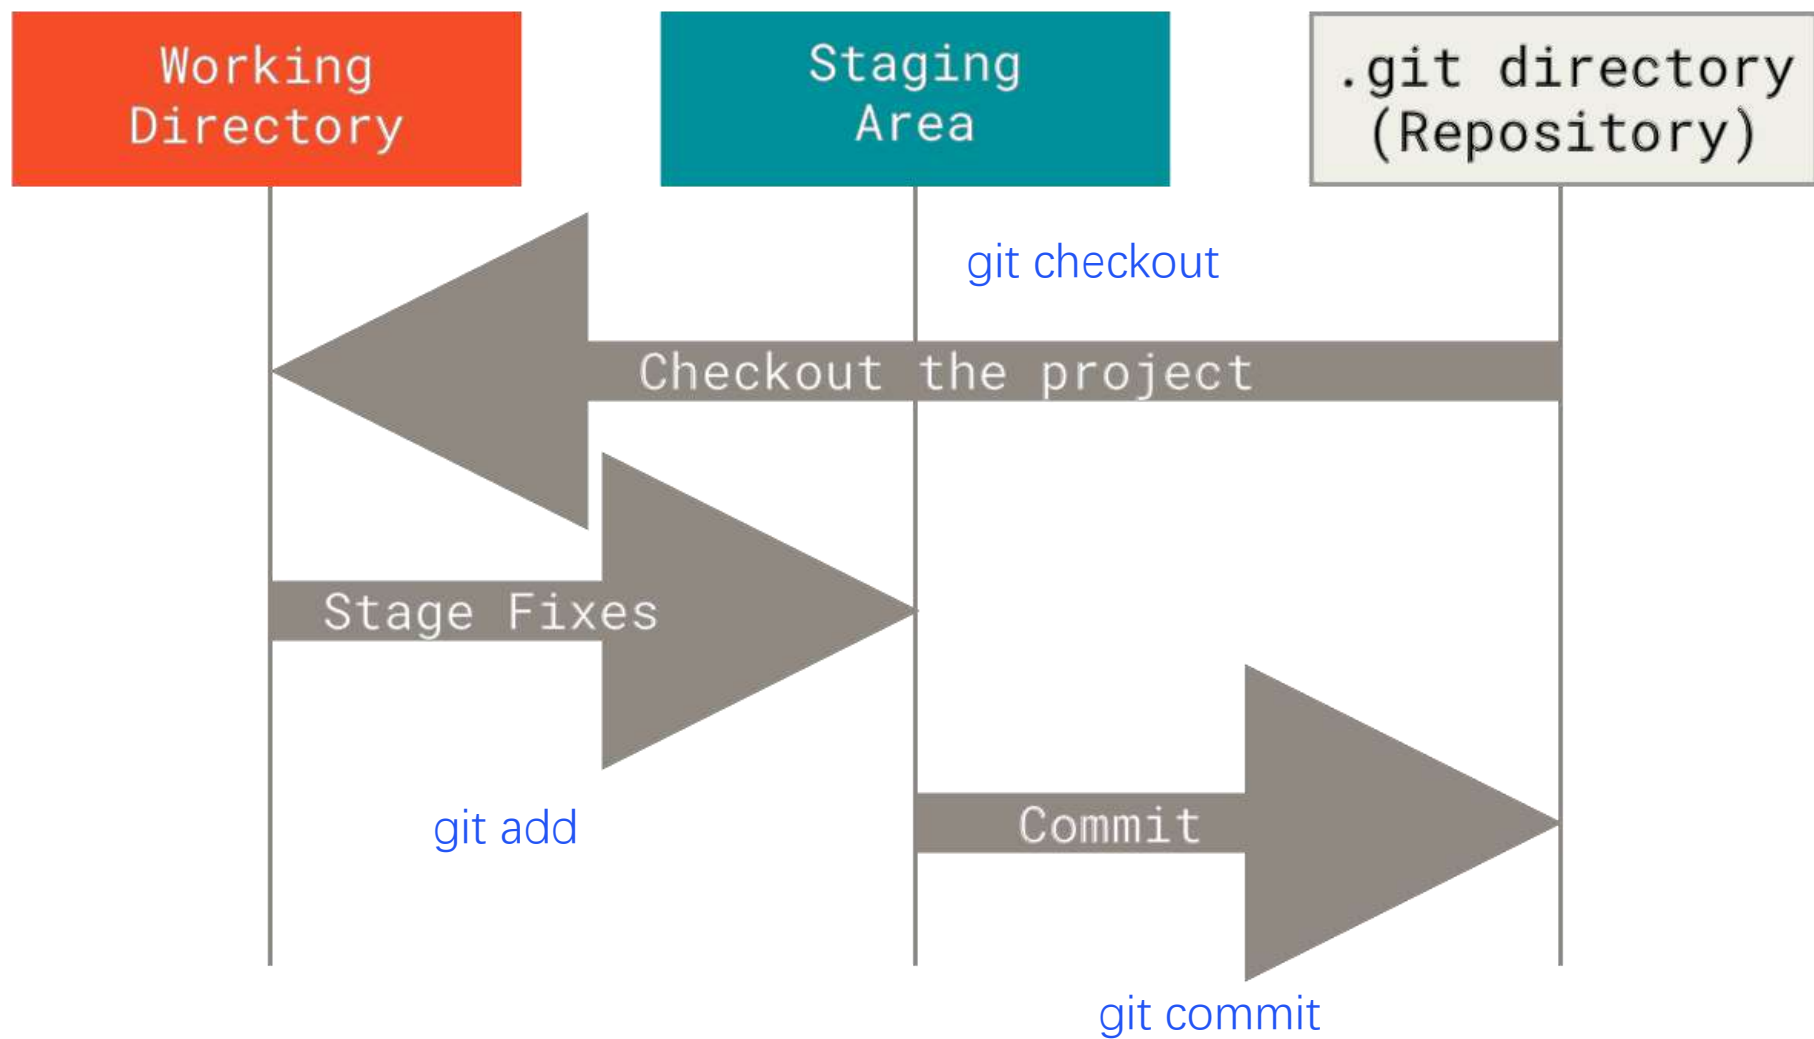 Working
Directory
Staging
Area
.git directory
(Repository)
git checkout
Checkout the project
Stage Fixes
git add
Commit
git commit